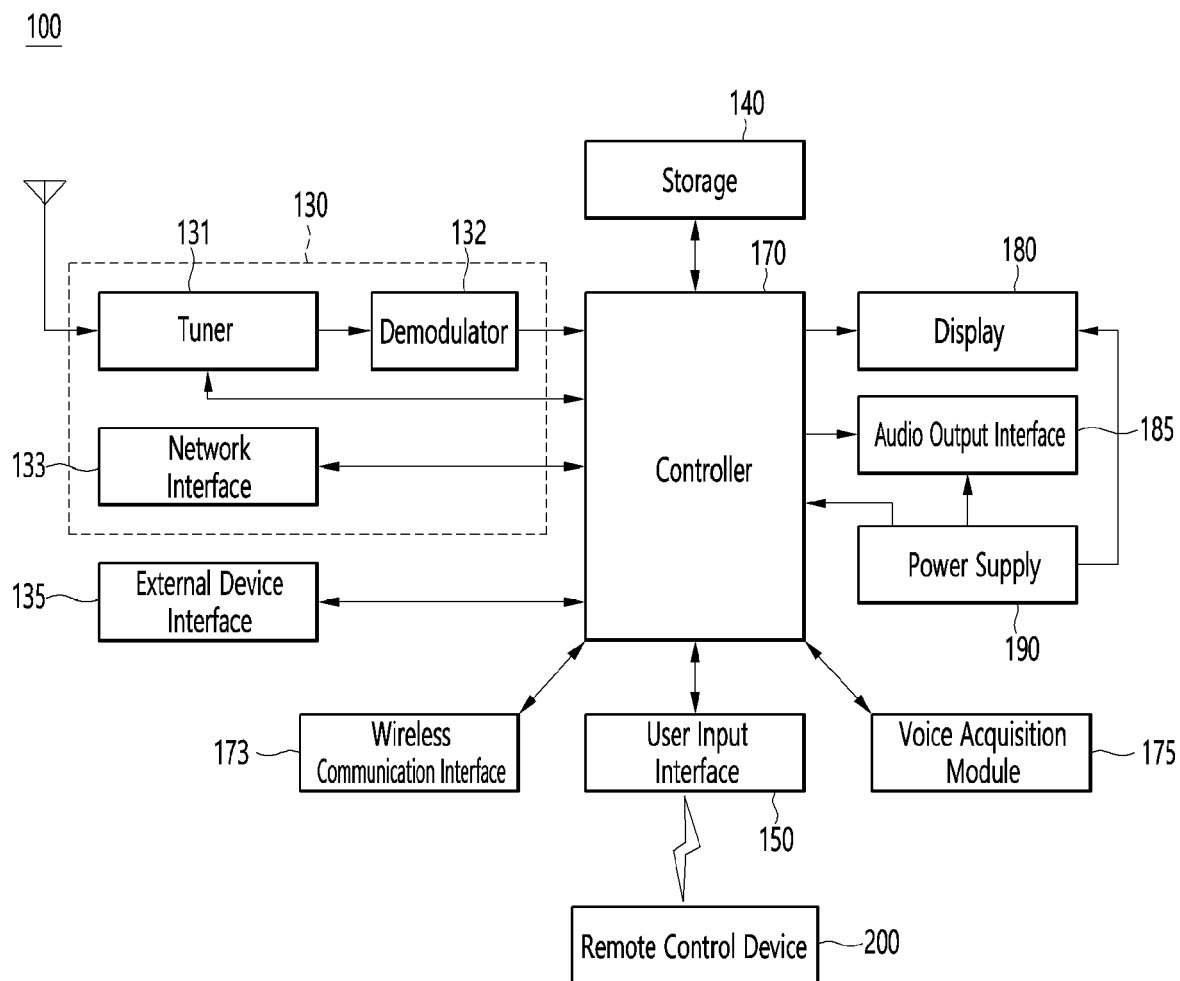 100
140
Storage
130
131
132
170
180
Tuner
Demodulator
Display
Audio Output Interface
185
Network
Interface
133
Controller
Power Supply
190
External Device
Interface
135
Wireless
Communication Interface
173
User Input
Interface
150
Voice Acquisition
Module
175
Remote Control Device
200